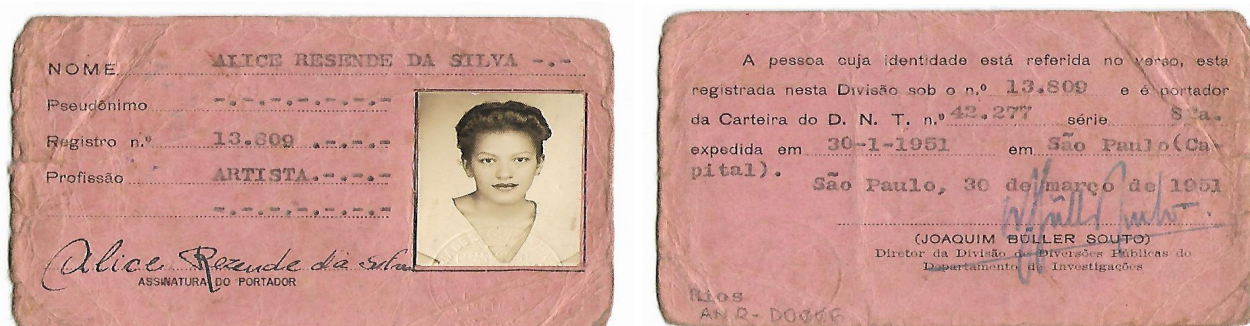 NOME ALICE RESENDE DA SILVA -.-
Pseudônimo -.-.-.-.-.-.-
Registro n.º 13.809 .-.-.-
Profissão ARTISTA.-.-.-
-.-.-.-.-.-.-
Alice Rezende da Silva
ASSINATURA DO PORTADOR
A pessoa cuja identidade está referida no verso, esta
registrada nesta Divisão sob o n.º 13.809 e é portador
da Carteira do D. N. T. n.º 42.277 série 87a.
expedida em 30-1-1951 em São Paulo(Ca-
pital).
São Paulo, 30 de março de 1951
(JOAQUIM BÜLLER SOUTO)
Diretor da Divisão de Diversões Públicas do
Departamento de Investigações
Rios